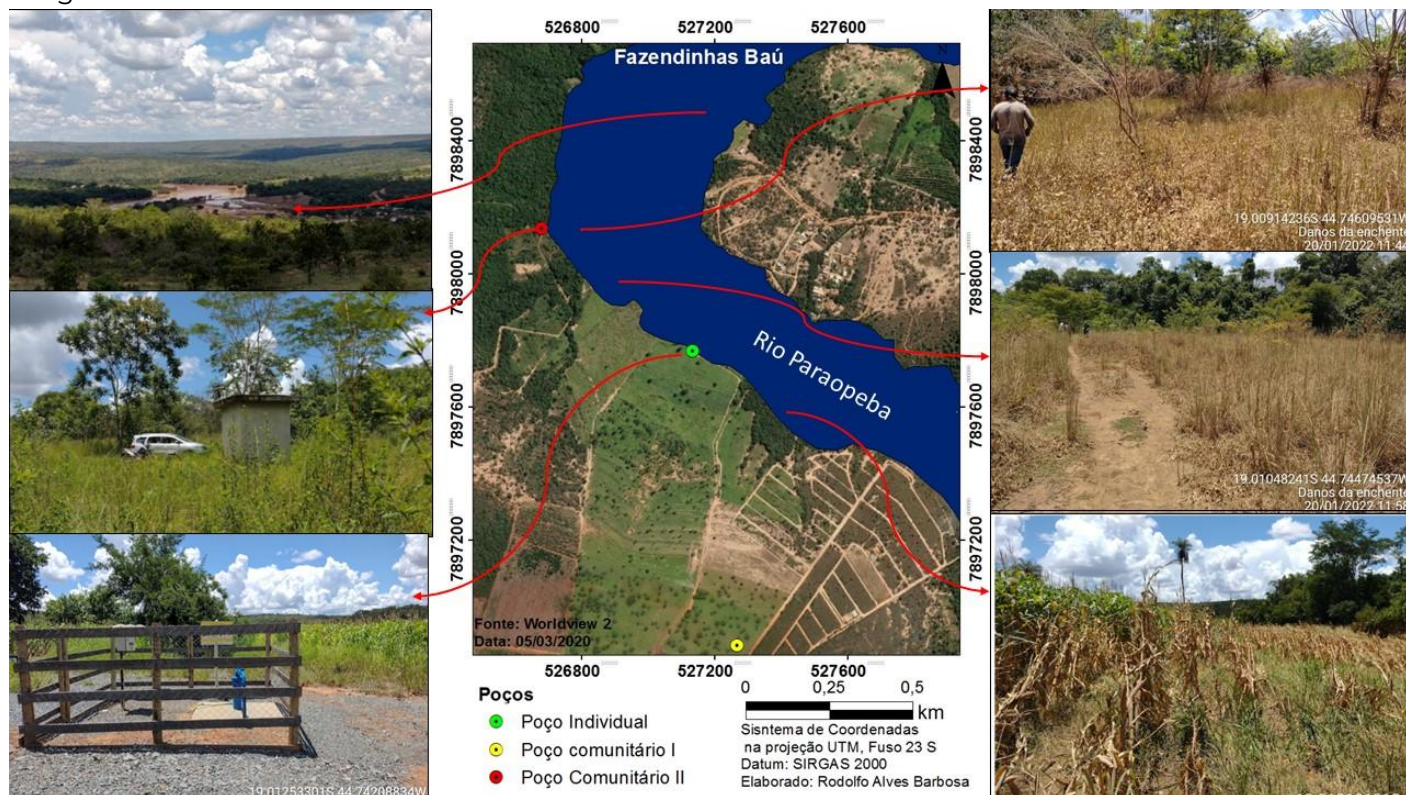 526800
527200
527600
Fazendinhas Baú
N
7898400
7898400
7898000
7898000
Rio Paraopeba
7897600
7897600
7897200
7897200
Fonte: Worldview 2
Data: 05/03/2020
526800
527200
527600
Poços
Poço Individual
Poço comunitário I
Poço Comunitário II
0 0,25 0,5
km
Sisntema de Coordenadas
na projeção UTM, Fuso 23 S
Datum: SIRGAS 2000
Elaborado: Rodolfo Alves Barbosa
19.01253301S 44.74208834W
19.00914236S 44.74609531W
Danos da enchente
20/01/2022 11:44
19.01048241S 44.74474537W
Danos da enchente
20/01/2022 11:58